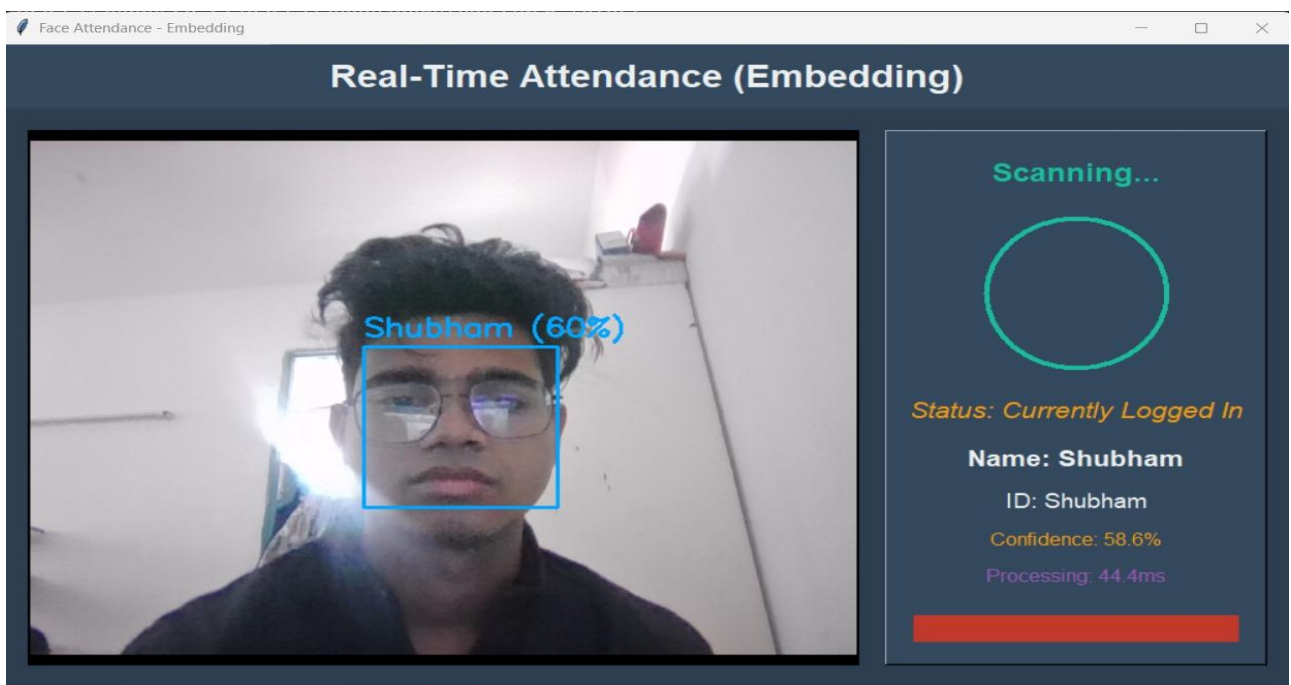 Face Attendance - Embedding
Real-Time Attendance (Embedding)
Shubham (60%)
Scanning...
Status: Currently Logged In
Name: Shubham
ID: Shubham
Confidence: 58.6%
Processing: 44.4ms